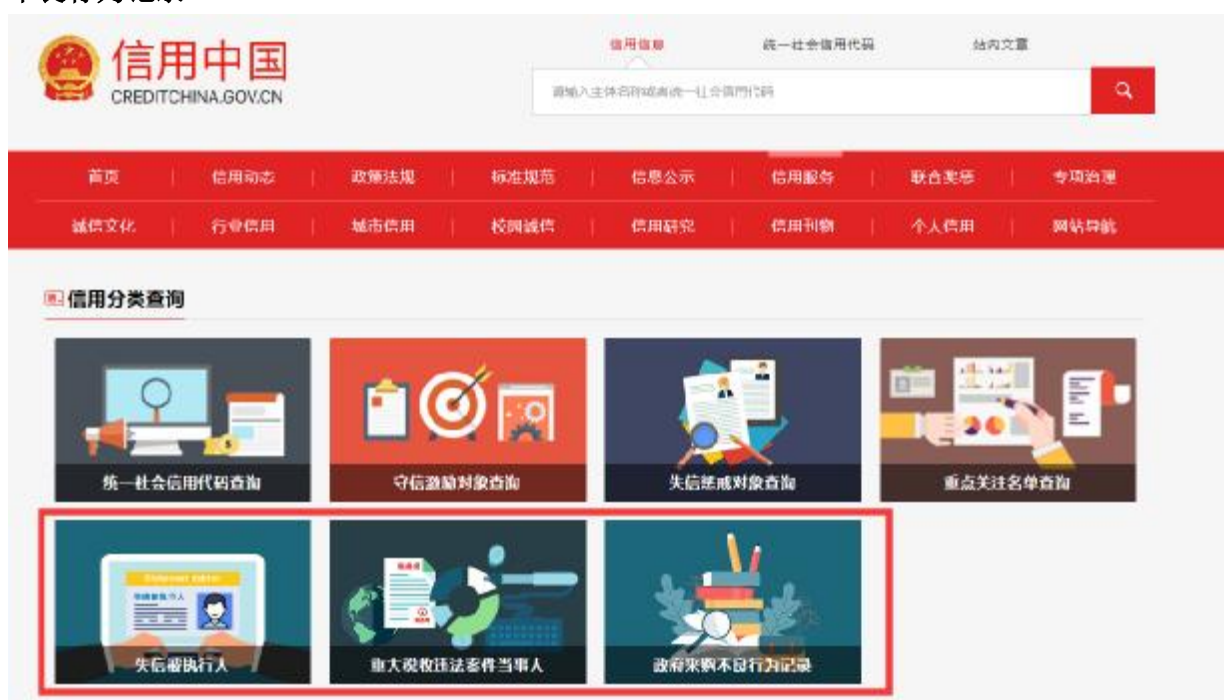 信用中国
CREDITCHINA.GOV.CN
信用信息 统一社会信用代码 站内文章
请输入主体名称或者统一社会信用代码
首页 信用动态 政策法规 标准规范 信息公示 信用服务 联合奖惩 专项治理
诚信文化 行业信用 城市信用 校园诚信 信用研究 信用刊物 个人信用 网站导航
信用分类查询
统一社会信用代码查询 守信激励对象查询 失信惩戒对象查询 重点关注名单查询
失信被执行人 重大税收违法案件当事人 政府采购不良行为记录